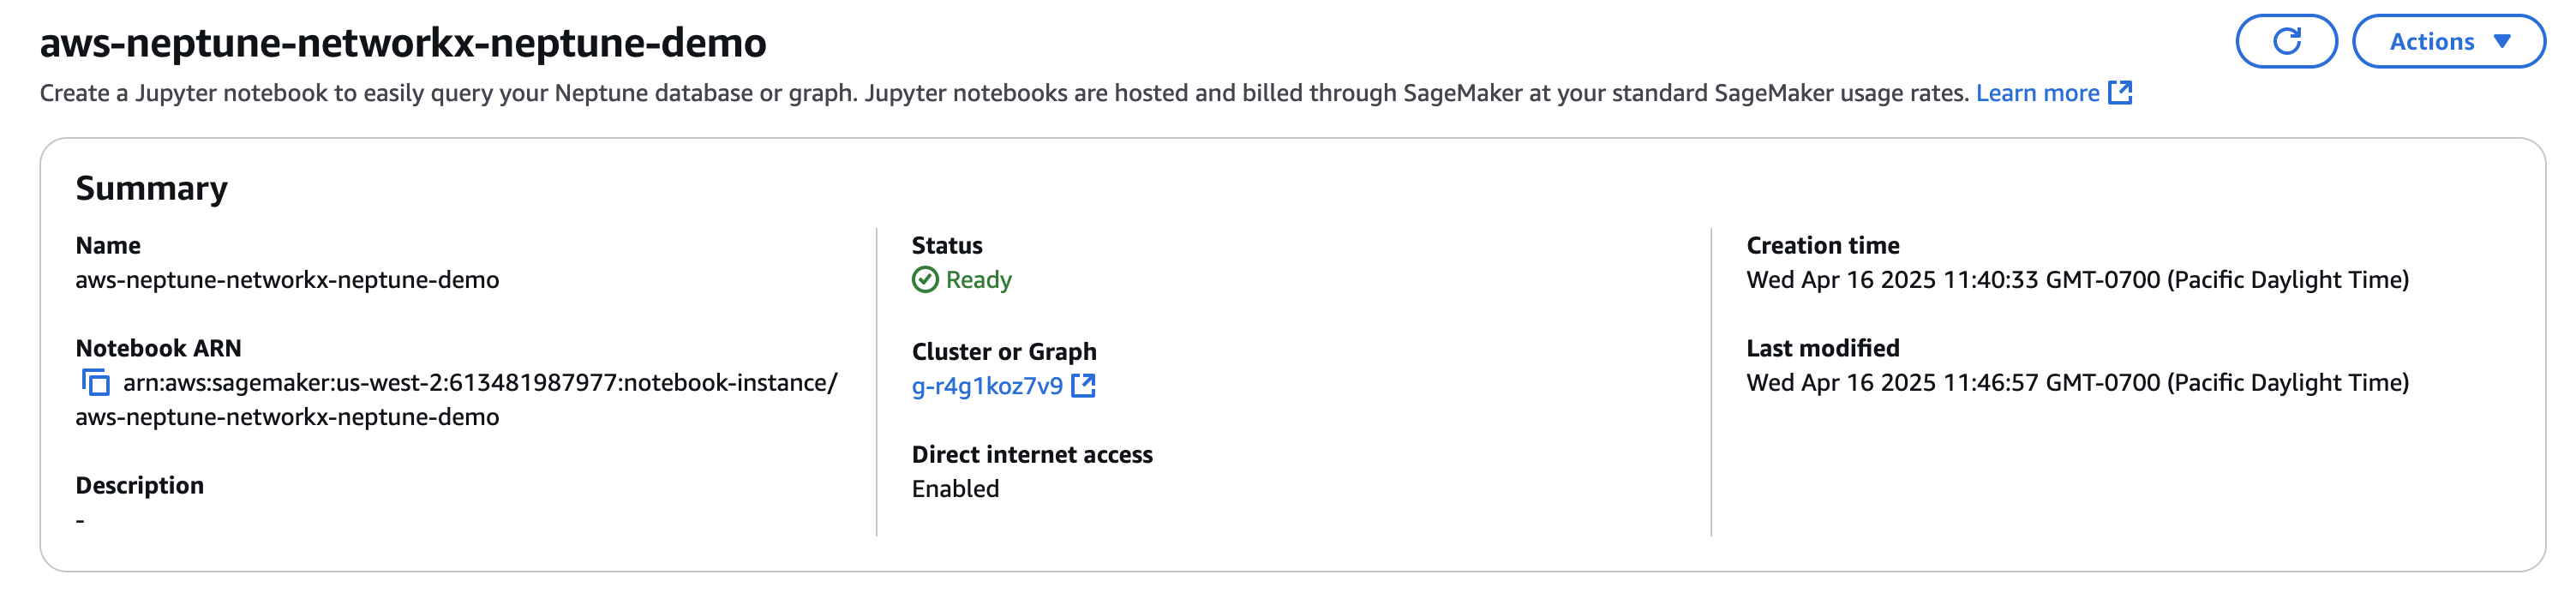 aws-neptune-networkx-neptune-demo
Actions
Create a Jupyter notebook to easily query your Neptune database or graph. Jupyter notebooks are hosted and billed through SageMaker at your standard SageMaker usage rates. Learn more
Summary
Name
aws-neptune-networkx-neptune-demo
Notebook ARN
arn:aws:sagemaker:us-west-2:613481987977:notebook-instance/
aws-neptune-networkx-neptune-demo
Description
-
Status
Ready
Cluster or Graph
g-r4g1koz7v9
Direct internet access
Enabled
Creation time
Wed Apr 16 2025 11:40:33 GMT-0700 (Pacific Daylight Time)
Last modified
Wed Apr 16 2025 11:46:57 GMT-0700 (Pacific Daylight Time)